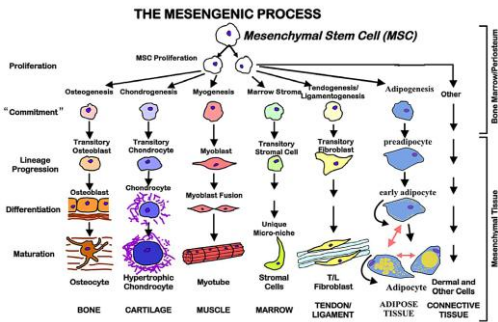 THE MESENGENIC PROCESS
Mesenchymal Stem Cell (MSC)
MSC Proliferation
Proliferation
Osteogenesis Chondrogenesis Myogenesis Marrow Stroma Tendogenesis/ Ligamentogenesis Adipogenesis Other
"Commitment"
Transitory Osteoblast Transitory Chondrocyte Myoblast Transitory Stromal Cell Transitory Fibroblast preadipocyte
Lineage Progression
Osteoblast Chondrocyte Myoblast Fusion early adipocyte
Differentiation
Unique Micro-niche
Maturation
Osteocyte Hypertrophic Chondrocyte Myotube Stromal Cells T/L Fibroblast Adipocyte Dermal and Other Cells
BONE CARTILAGE MUSCLE MARROW TENDON/ LIGAMENT ADIPOSE TISSUE CONNECTIVE TISSUE
Bone Marrow/Periosteum
Mesenchymal Tissue